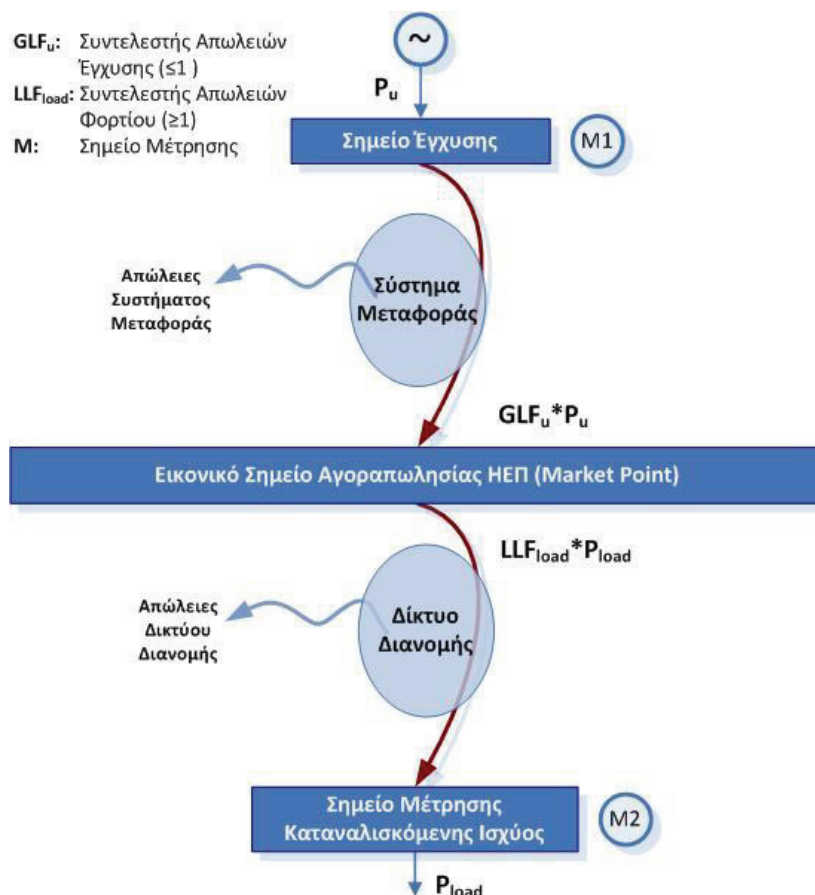 GLFu: Συντελεστής Απωλειών
Έγχυσης (≤1 )
LLFload: Συντελεστής Απωλειών
Φορτίου (≥1)
M: Σημείο Μέτρησης
~
Pu
Σημείο Έγχυσης
M1
Σύστημα
Μεταφοράς
Απώλειες
Συστήματος
Μεταφοράς
GLFu*Pu
Εικονικό Σημείο Αγοραπωλησίας ΗΕΠ (Market Point)
LLFload*Pload
Δίκτυο
Διανομής
Απώλειες
Δικτύου
Διανομής
Σημείο Μέτρησης
Καταναλισκόμενης Ισχύος
M2
Pload